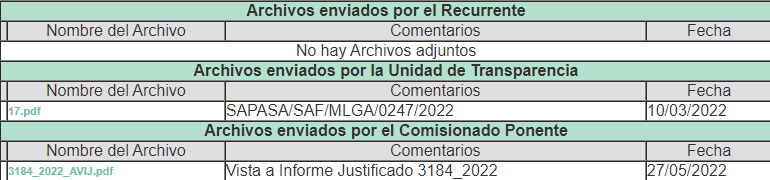 Archivos enviados por el Recurrente
Nombre del Archivo Comentarios Fecha
No hay Archivos adjuntos
Archivos enviados por la Unidad de Transparencia
Nombre del Archivo Comentarios Fecha
17.pdf SAPASA/SAF/MLGA/0247/2022 10/03/2022
Archivos enviados por el Comisionado Ponente
Nombre del Archivo Comentarios Fecha
3184_2022_AVIJ.pdf Vista a Informe Justificado 3184_2022 27/05/2022